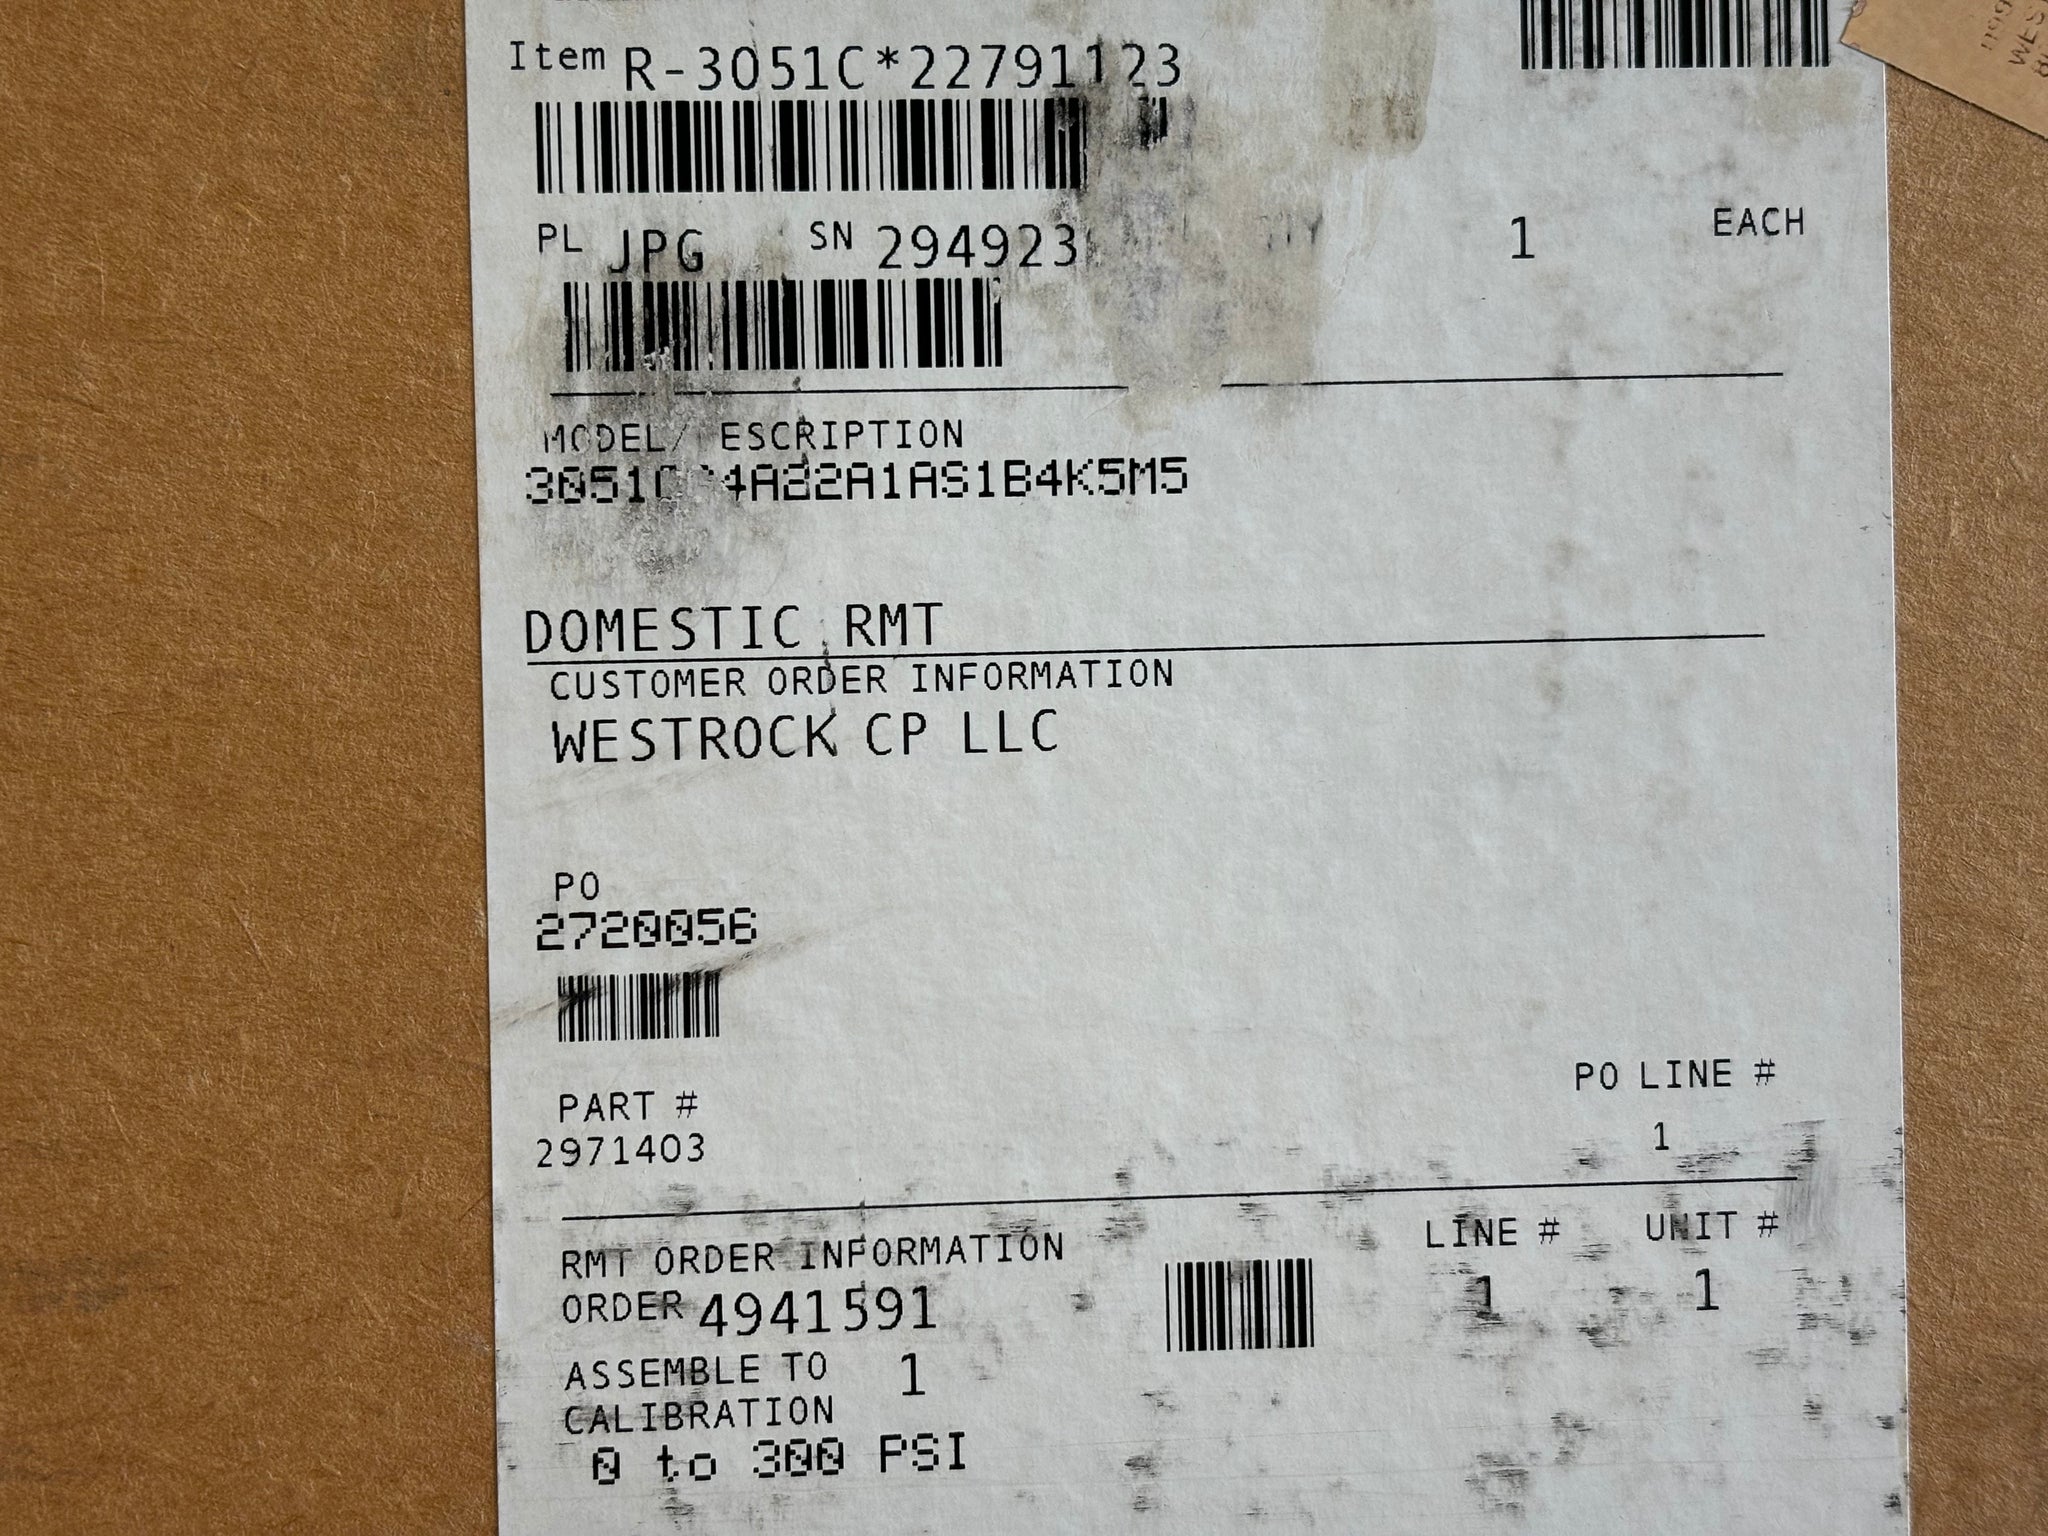 Item R-3051C*22791123
PL JPG SN 294923 1 EACH
MODEL/ ESCRIPTION
DOMESTIC RMT
CUSTOMER ORDER INFORMATION
WESTROCK CP LLC
PO
2720056
PO LINE #
PART #
1
2971403
RMT ORDER INFORMATION LINE # UNIT #
ORDER 4941591 1 1
ASSEMBLE TO 1
CALIBRATION
0 to 300 PSI